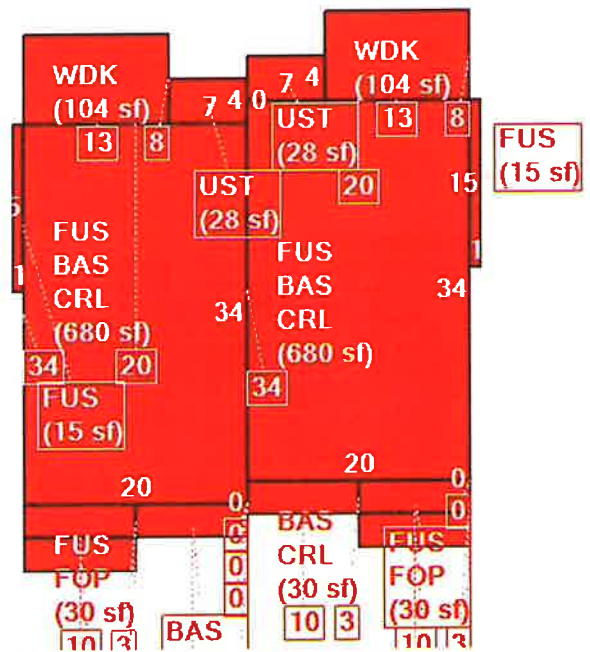 WDK
(104 sf)
13
8
7
4
0
7
4
WDK
(104 sf)
13
8
UST
(28 sf)
20
FUS
(15 sf)
15
UST
(28 sf)
FUS
BAS
CRL
(680 sf)
34
20
FUS
(15 sf)
34
FUS
BAS
CRL
(680 sf)
34
34
20
20
0
0
0
0
0
0
FUS
FOP
(30 sf)
10
3
BAS
BAS
CRL
(30 sf)
10
3
FUS
FOP
(30 sf)
10
3